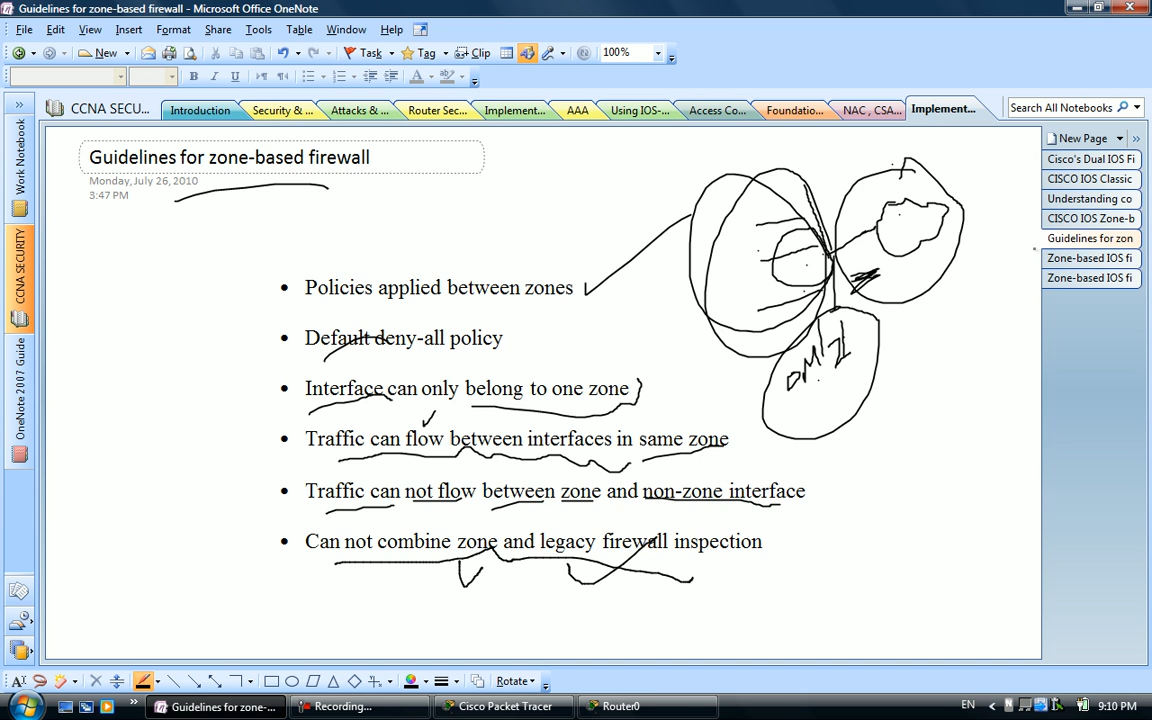 Guidelines for zone-based firewall - Microsoft Office OneNote
File Edit View Insert Format Share Tools Table Window Help
New Task Tag Clip 100%
B I U
CCNA SECU... Introduction Security & ... Attacks & ... Router Sec... Implement... AAA Using IOS-... Access Co... Foundatio... NAC , CSA... Implement... Search All Notebooks
Work Notebook
CCNA SECURITY
OneNote 2007 Guide
New Page
Cisco's Dual IOS Fi
CISCO IOS Classic
Understanding co
CISCO IOS Zone-b
Guidelines for zon
Zone-based IOS fi
Zone-based IOS fi
Guidelines for zone-based firewall
Monday, July 26, 2010
3:47 PM
• Policies applied between zones
• Default deny-all policy
• Interface can only belong to one zone
• Traffic can flow between interfaces in same zone
• Traffic can not flow between zone and non-zone interface
• Can not combine zone and legacy firewall inspection
DMZ
Rotate
Guidelines for zone-... Recording... Cisco Packet Tracer Router0 EN 9:10 PM